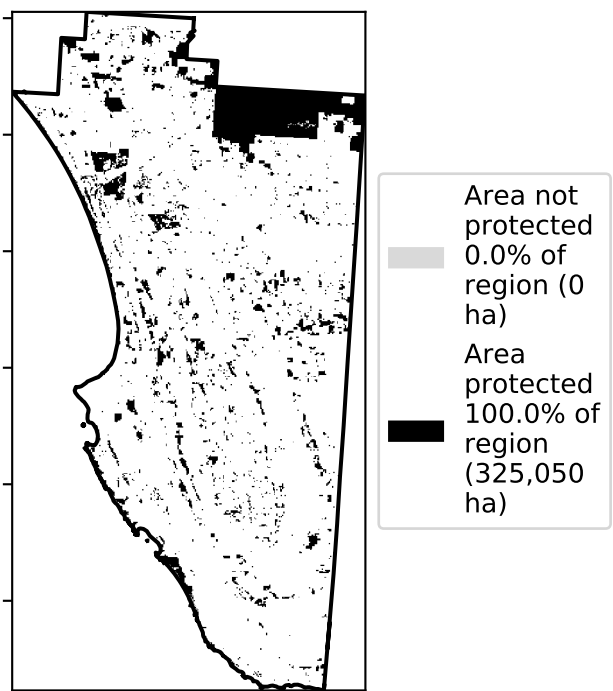 Area not
protected
0.0% of
region (0
ha)
Area
protected
100.0% of
region
(325,050
ha)